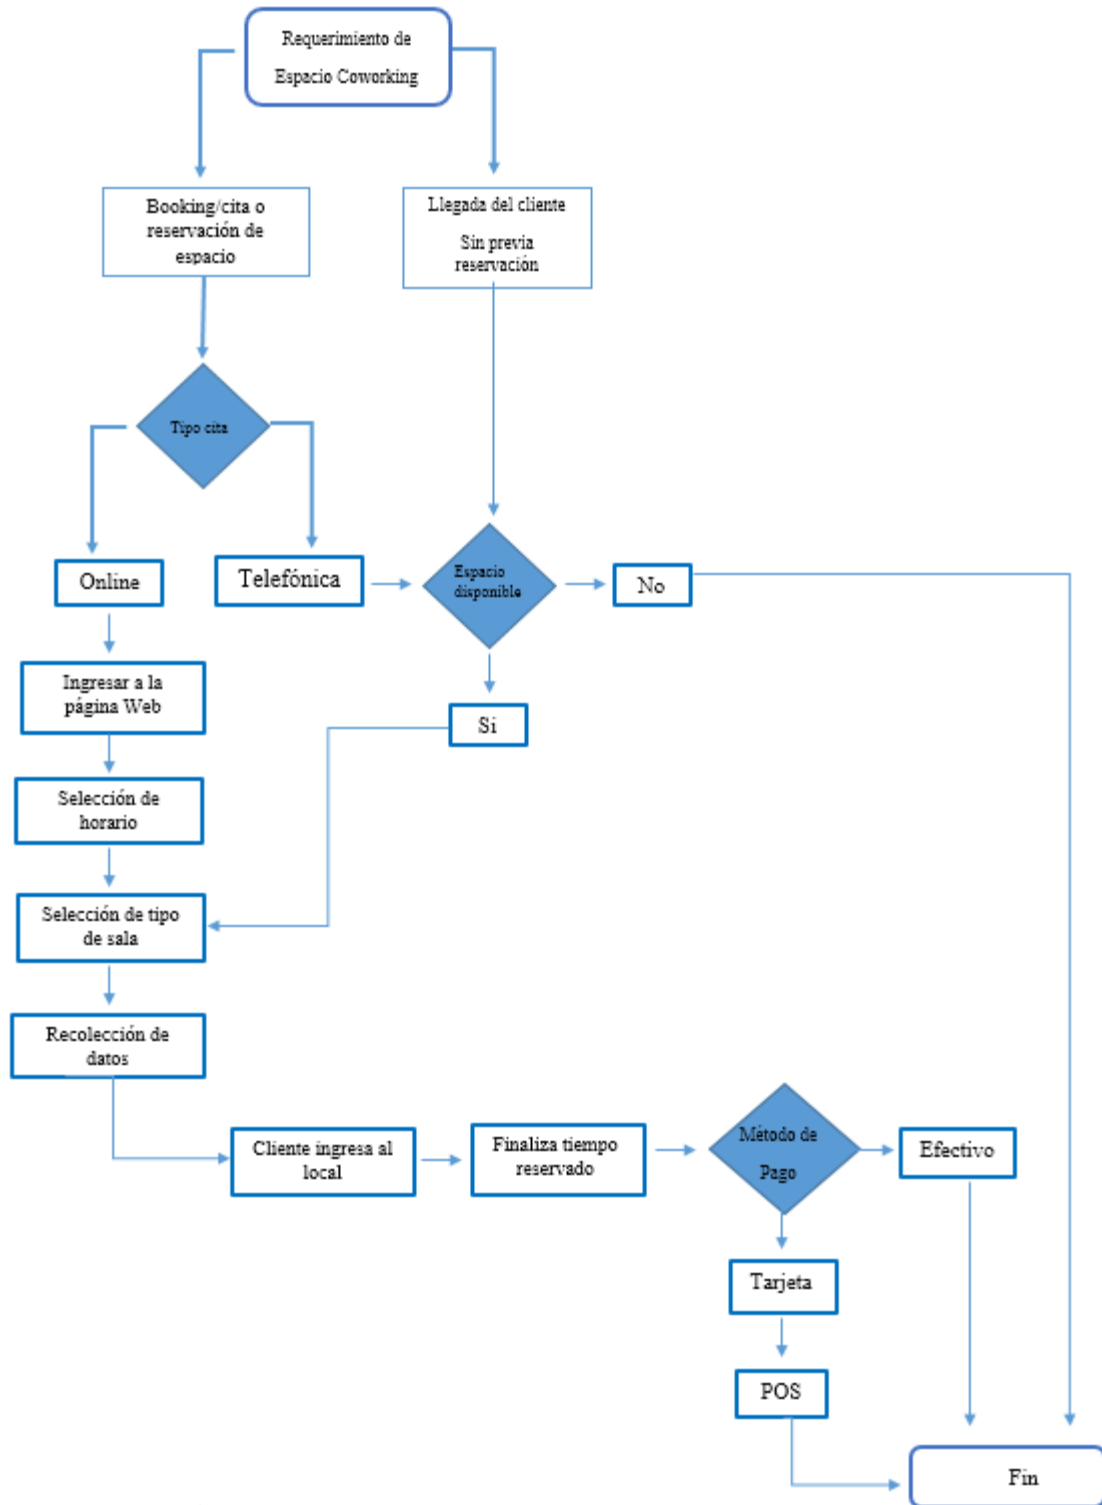 Requerimiento de
Espacio Coworking
Booking/cita o
reservación de
espacio
Llegada del cliente
Sin previa
reservación
Tipo cita
Online
Telefónica
Espacio
disponible
No
Ingresar a la
página Web
Si
Selección de
horario
Selección de tipo
de sala
Recolección de
datos
Cliente ingresa al
local
Finaliza tiempo
reservado
Método de
Pago
Efectivo
Tarjeta
POS
Fin